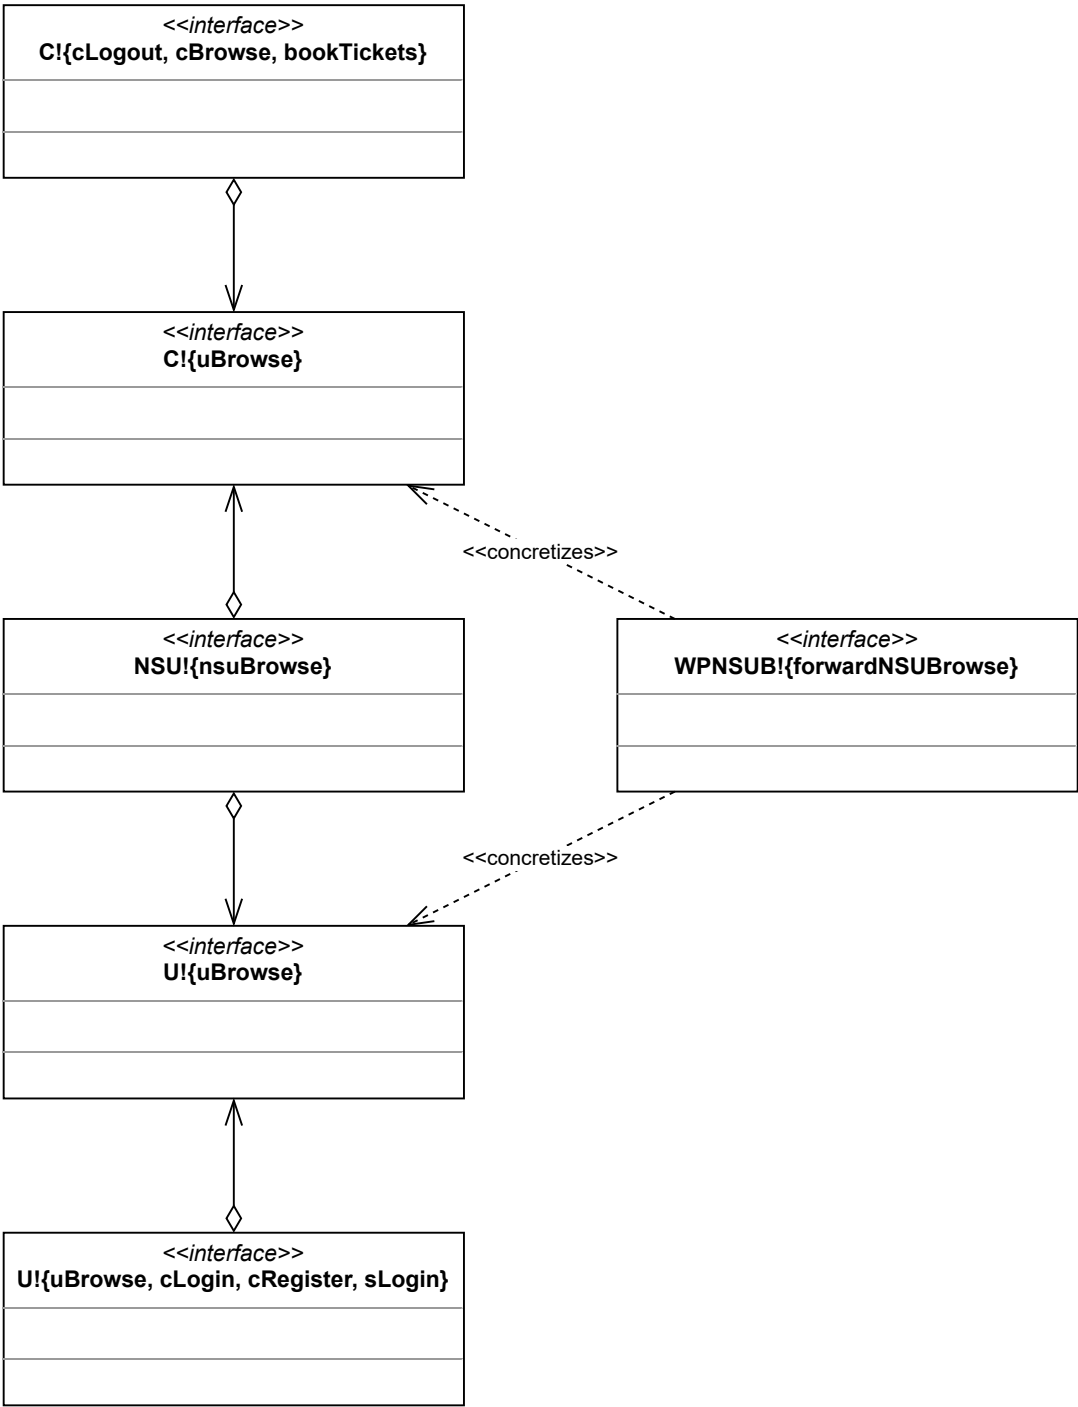 <<interface>>
C!{cLogout, cBrowse, bookTickets}
<<interface>>
C!{uBrowse}
<<concretizes>>
<<interface>>
NSU!{nsuBrowse}
<<interface>>
WPNSUB!{forwardNSUBrowse}
<<concretizes>>
<<interface>>
U!{uBrowse}
<<interface>>
U!{uBrowse, cLogin, cRegister, sLogin}